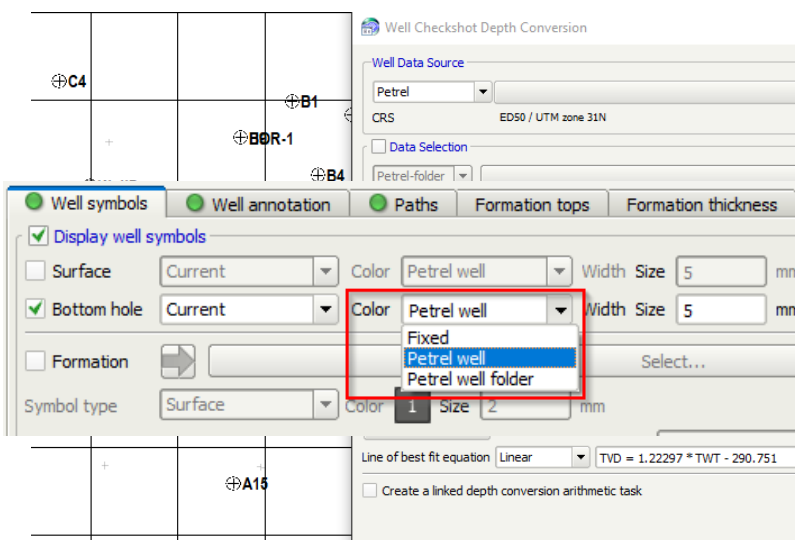 Well Checkshot Depth Conversion
Well Data Source
Petrel
CRS ED50 / UTM zone 31N
Data Selection
Petrel-folder
C4
B1
R-1
B4
Well symbols Well annotation Paths Formation tops Formation thickness
Display well symbols
Surface Current Color Petrel well Width Size 5 mm
Bottom hole Current Color Petrel well Width Size 5 mm
Fixed
Petrel well
Petrel well folder
Formation Select...
Symbol type Surface Color 1 Size 2 mm
Line of best fit equation Linear TVD = 1.22297 * TWT - 290.751
A15
Create a linked depth conversion arithmetic task